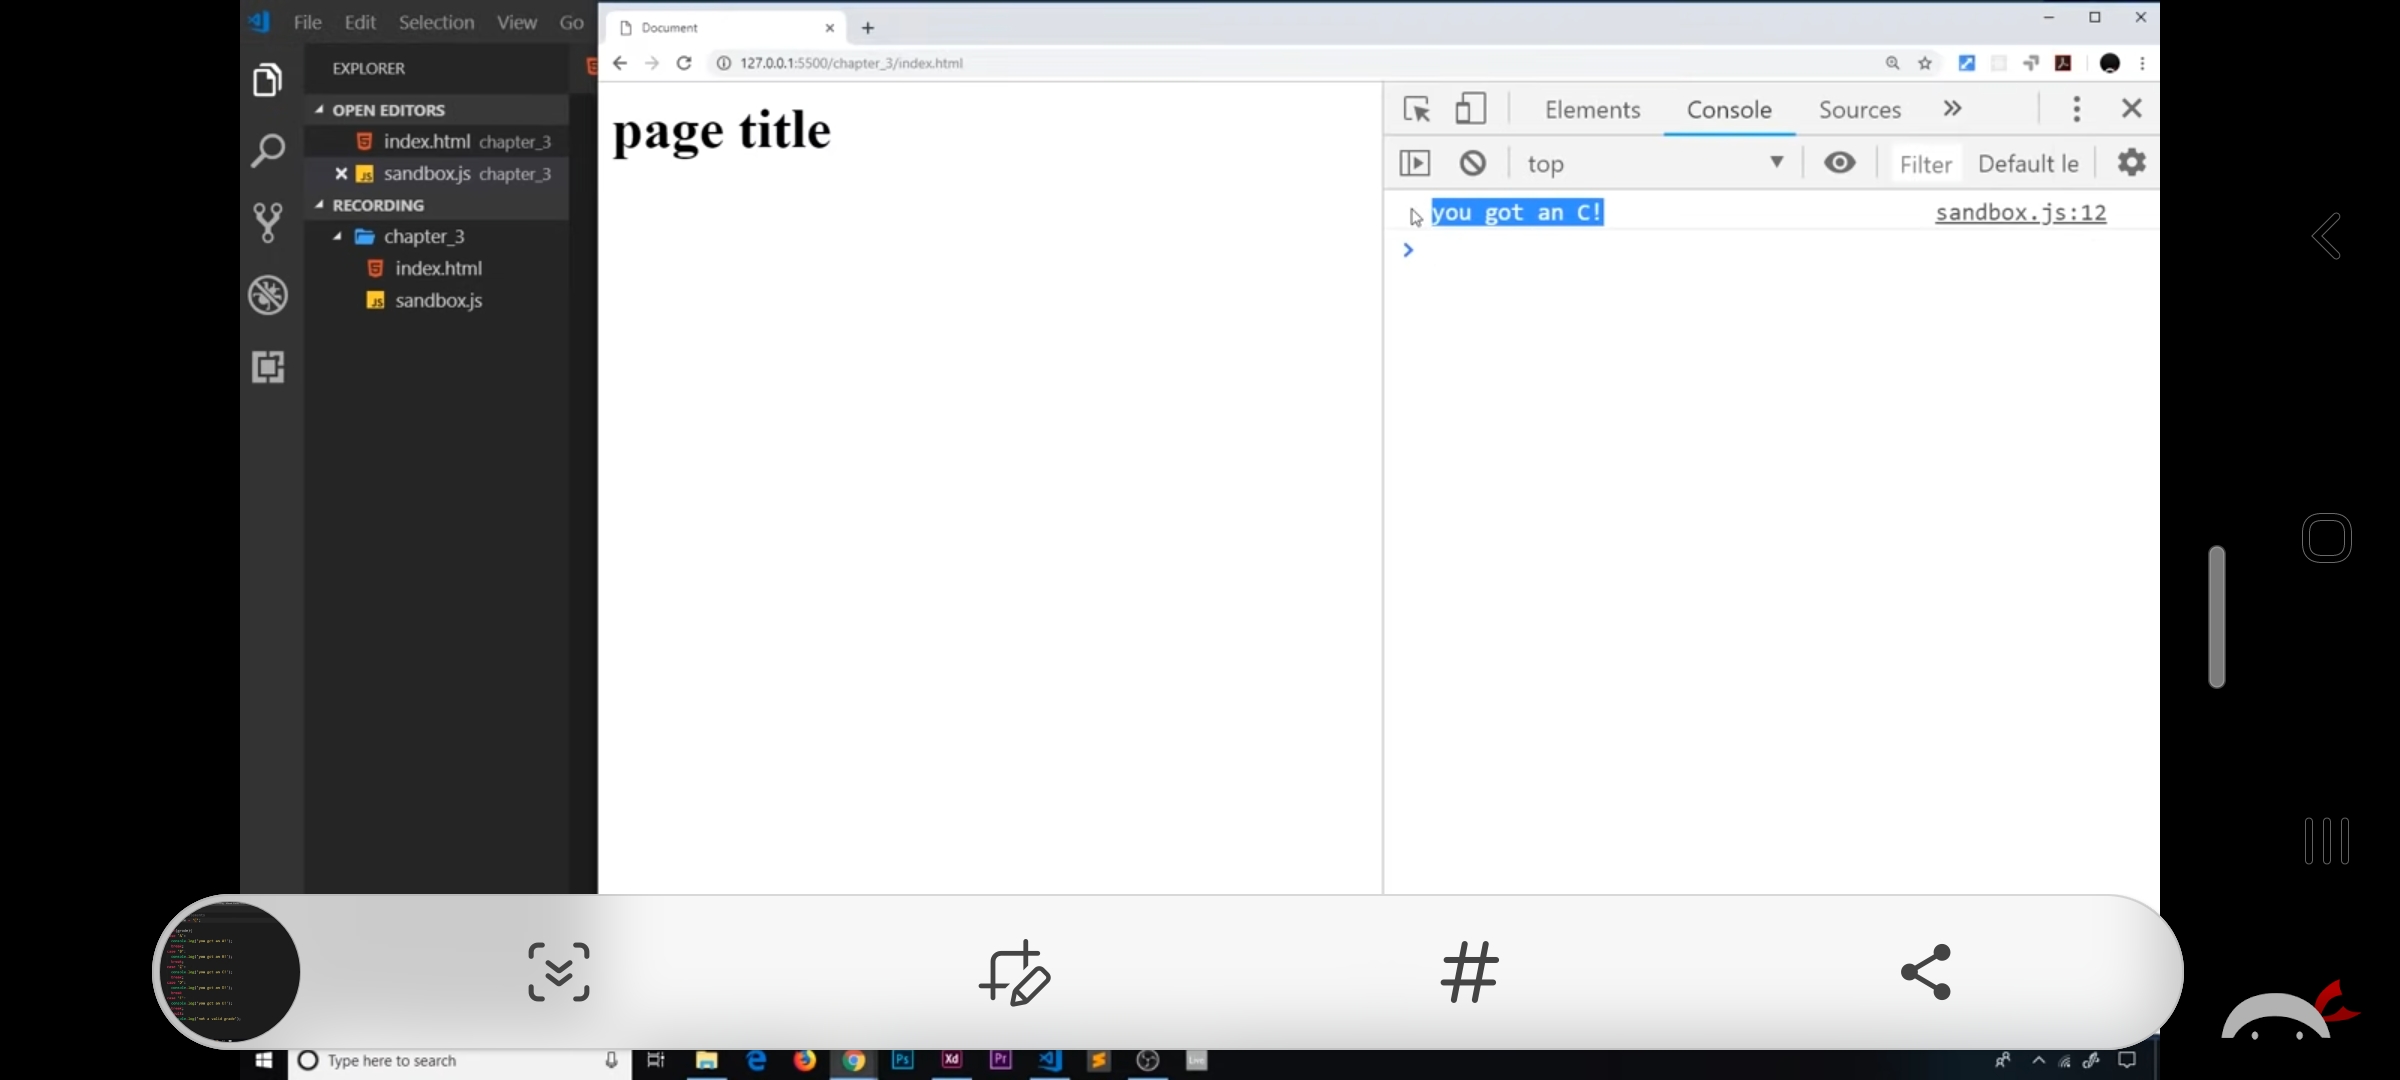 File Edit Selection View Go
Document
127.0.0.1:5500/chapter_3/index.html
EXPLORER
OPEN EDITORS
index.html chapter_3
sandbox.js chapter_3
RECORDING
chapter_3
index.html
sandbox.js
page title
Elements Console Sources
top Filter Default le
you got an C! sandbox.js:12
Type here to search
Ps Xd Pr